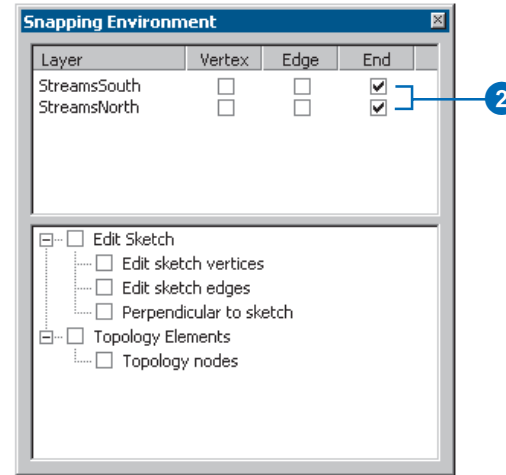 Snapping Environment
Layer Vertex Edge End
StreamsSouth
StreamsNorth
2
Edit Sketch
Edit sketch vertices
Edit sketch edges
Perpendicular to sketch
Topology Elements
Topology nodes